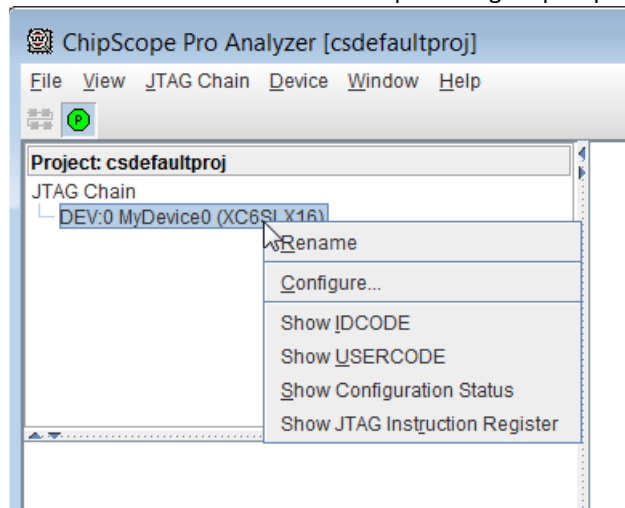 ChipScope Pro Analyzer [csdefaultproj]
File View JTAG Chain Device Window Help
P
Project: csdefaultproj
JTAG Chain
DEV:0 MyDevice0 (XC6SLX16)
Rename
Configure...
Show IDCODE
Show USERCODE
Show Configuration Status
Show JTAG Instruction Register